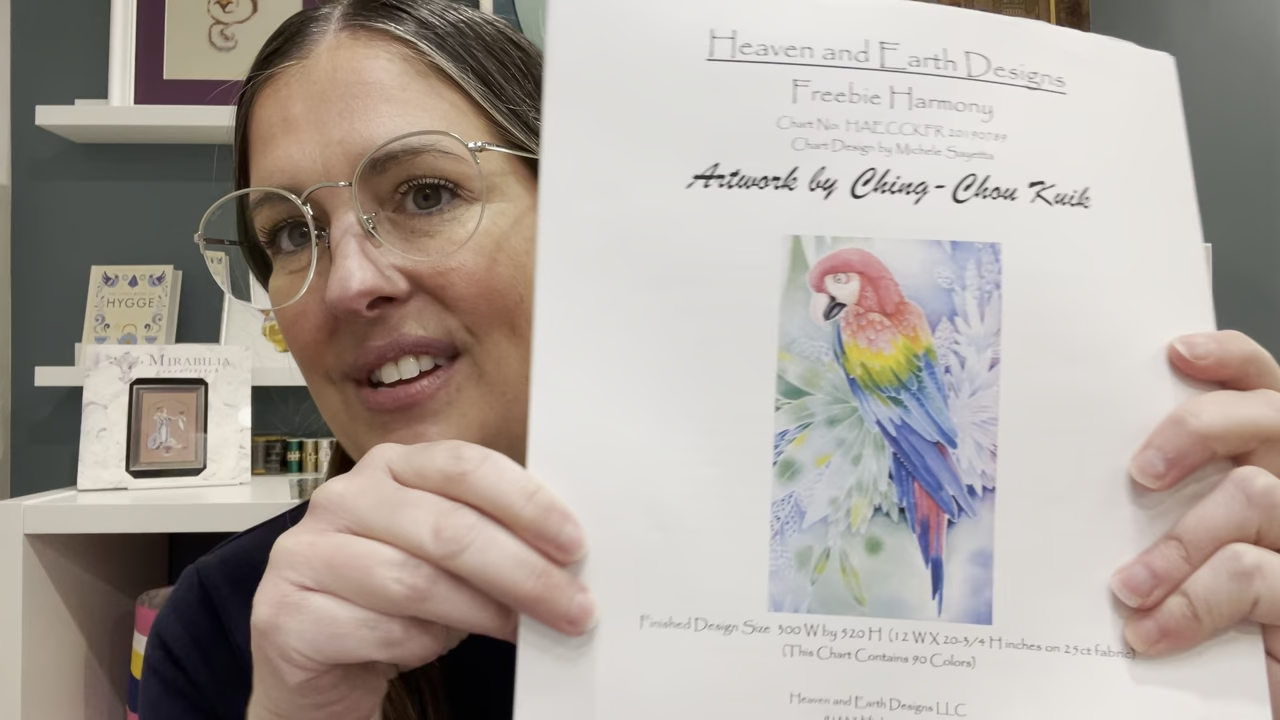 Heaven and Earth Designs
Freebie Harmony
Chart No: HAECCKFR 20190789
Chart Design by Michele Sayetta
Artwork by Ching-Chou Kuik
Finished Design Size 300 W by 520 H (12 W X 20-3/4 H inches on 25ct fabric)
(This Chart Contains 90 Colors)
Heaven and Earth Designs LLC
HYGGE
MIRABILIA